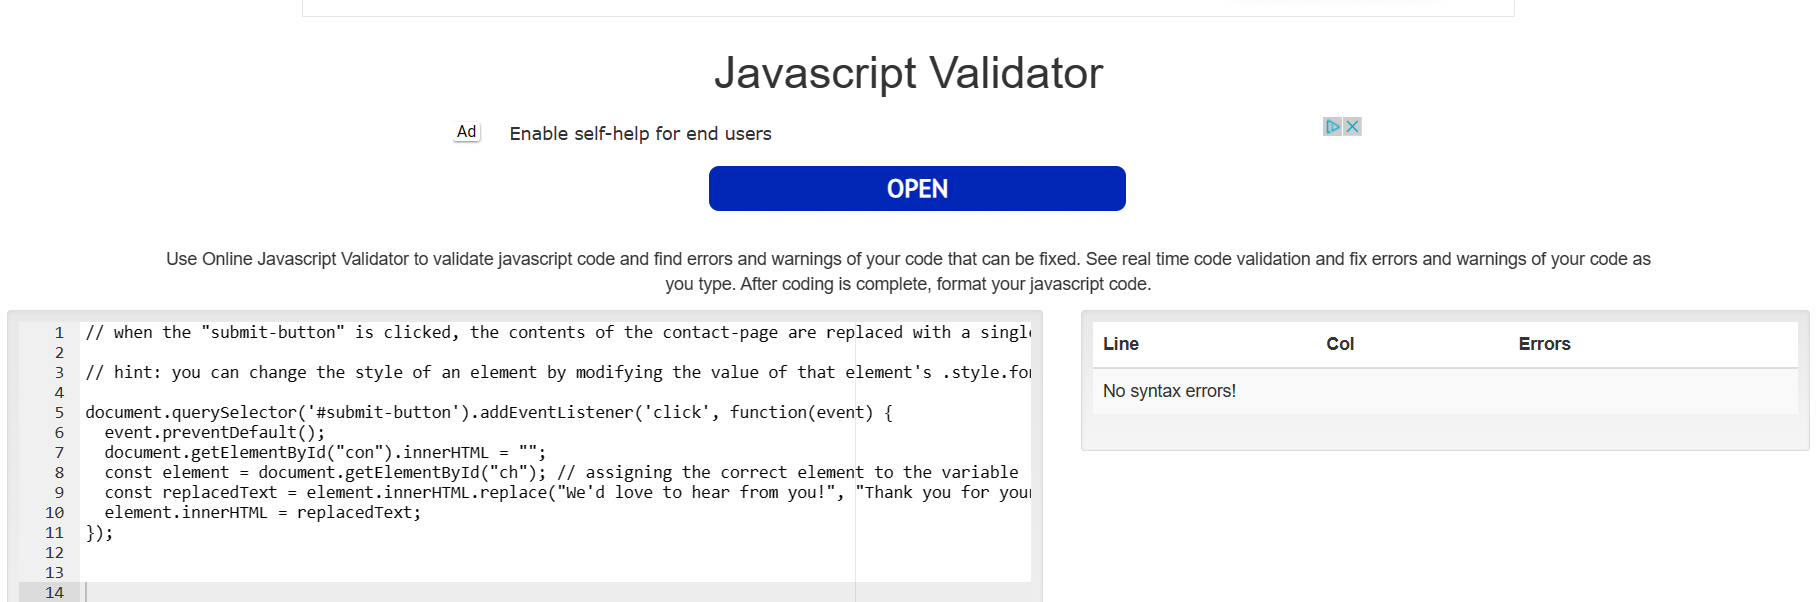 Javascript Validator
Ad
Enable self-help for end users
OPEN
Use Online Javascript Validator to validate javascript code and find errors and warnings of your code that can be fixed. See real time code validation and fix errors and warnings of your code as
you type. After coding is complete, format your javascript code.
1 // when the "submit-button" is clicked, the contents of the contact-page are replaced with a single
2
3 // hint: you can change the style of an element by modifying the value of that element's .style.fon
4
5 document.querySelector('#submit-button').addEventListener('click', function(event) {
6 event.preventDefault();
7 document.getElementById("con").innerHTML = "";
8 const element = document.getElementById("ch"); // assigning the correct element to the variable
9 const replacedText = element.innerHTML.replace("We'd love to hear from you!", "Thank you for your
10 element.innerHTML = replacedText;
11 });
12
13
14
Line Col Errors
No syntax errors!